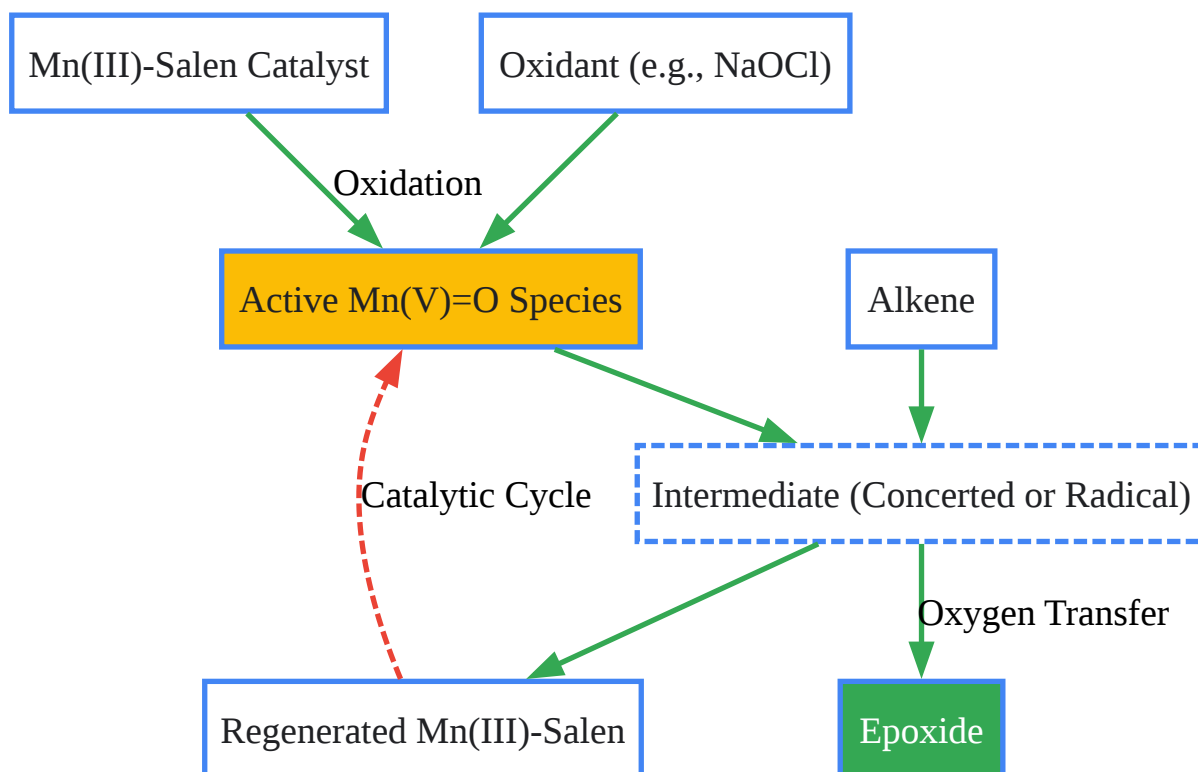 Mn(III)-Salen Catalyst
Oxidant (e.g., NaOCl)
Oxidation
Active Mn(V)=O Species
Alkene
Catalytic Cycle
Intermediate (Concerted or Radical)
Oxygen Transfer
Regenerated Mn(III)-Salen
Epoxide